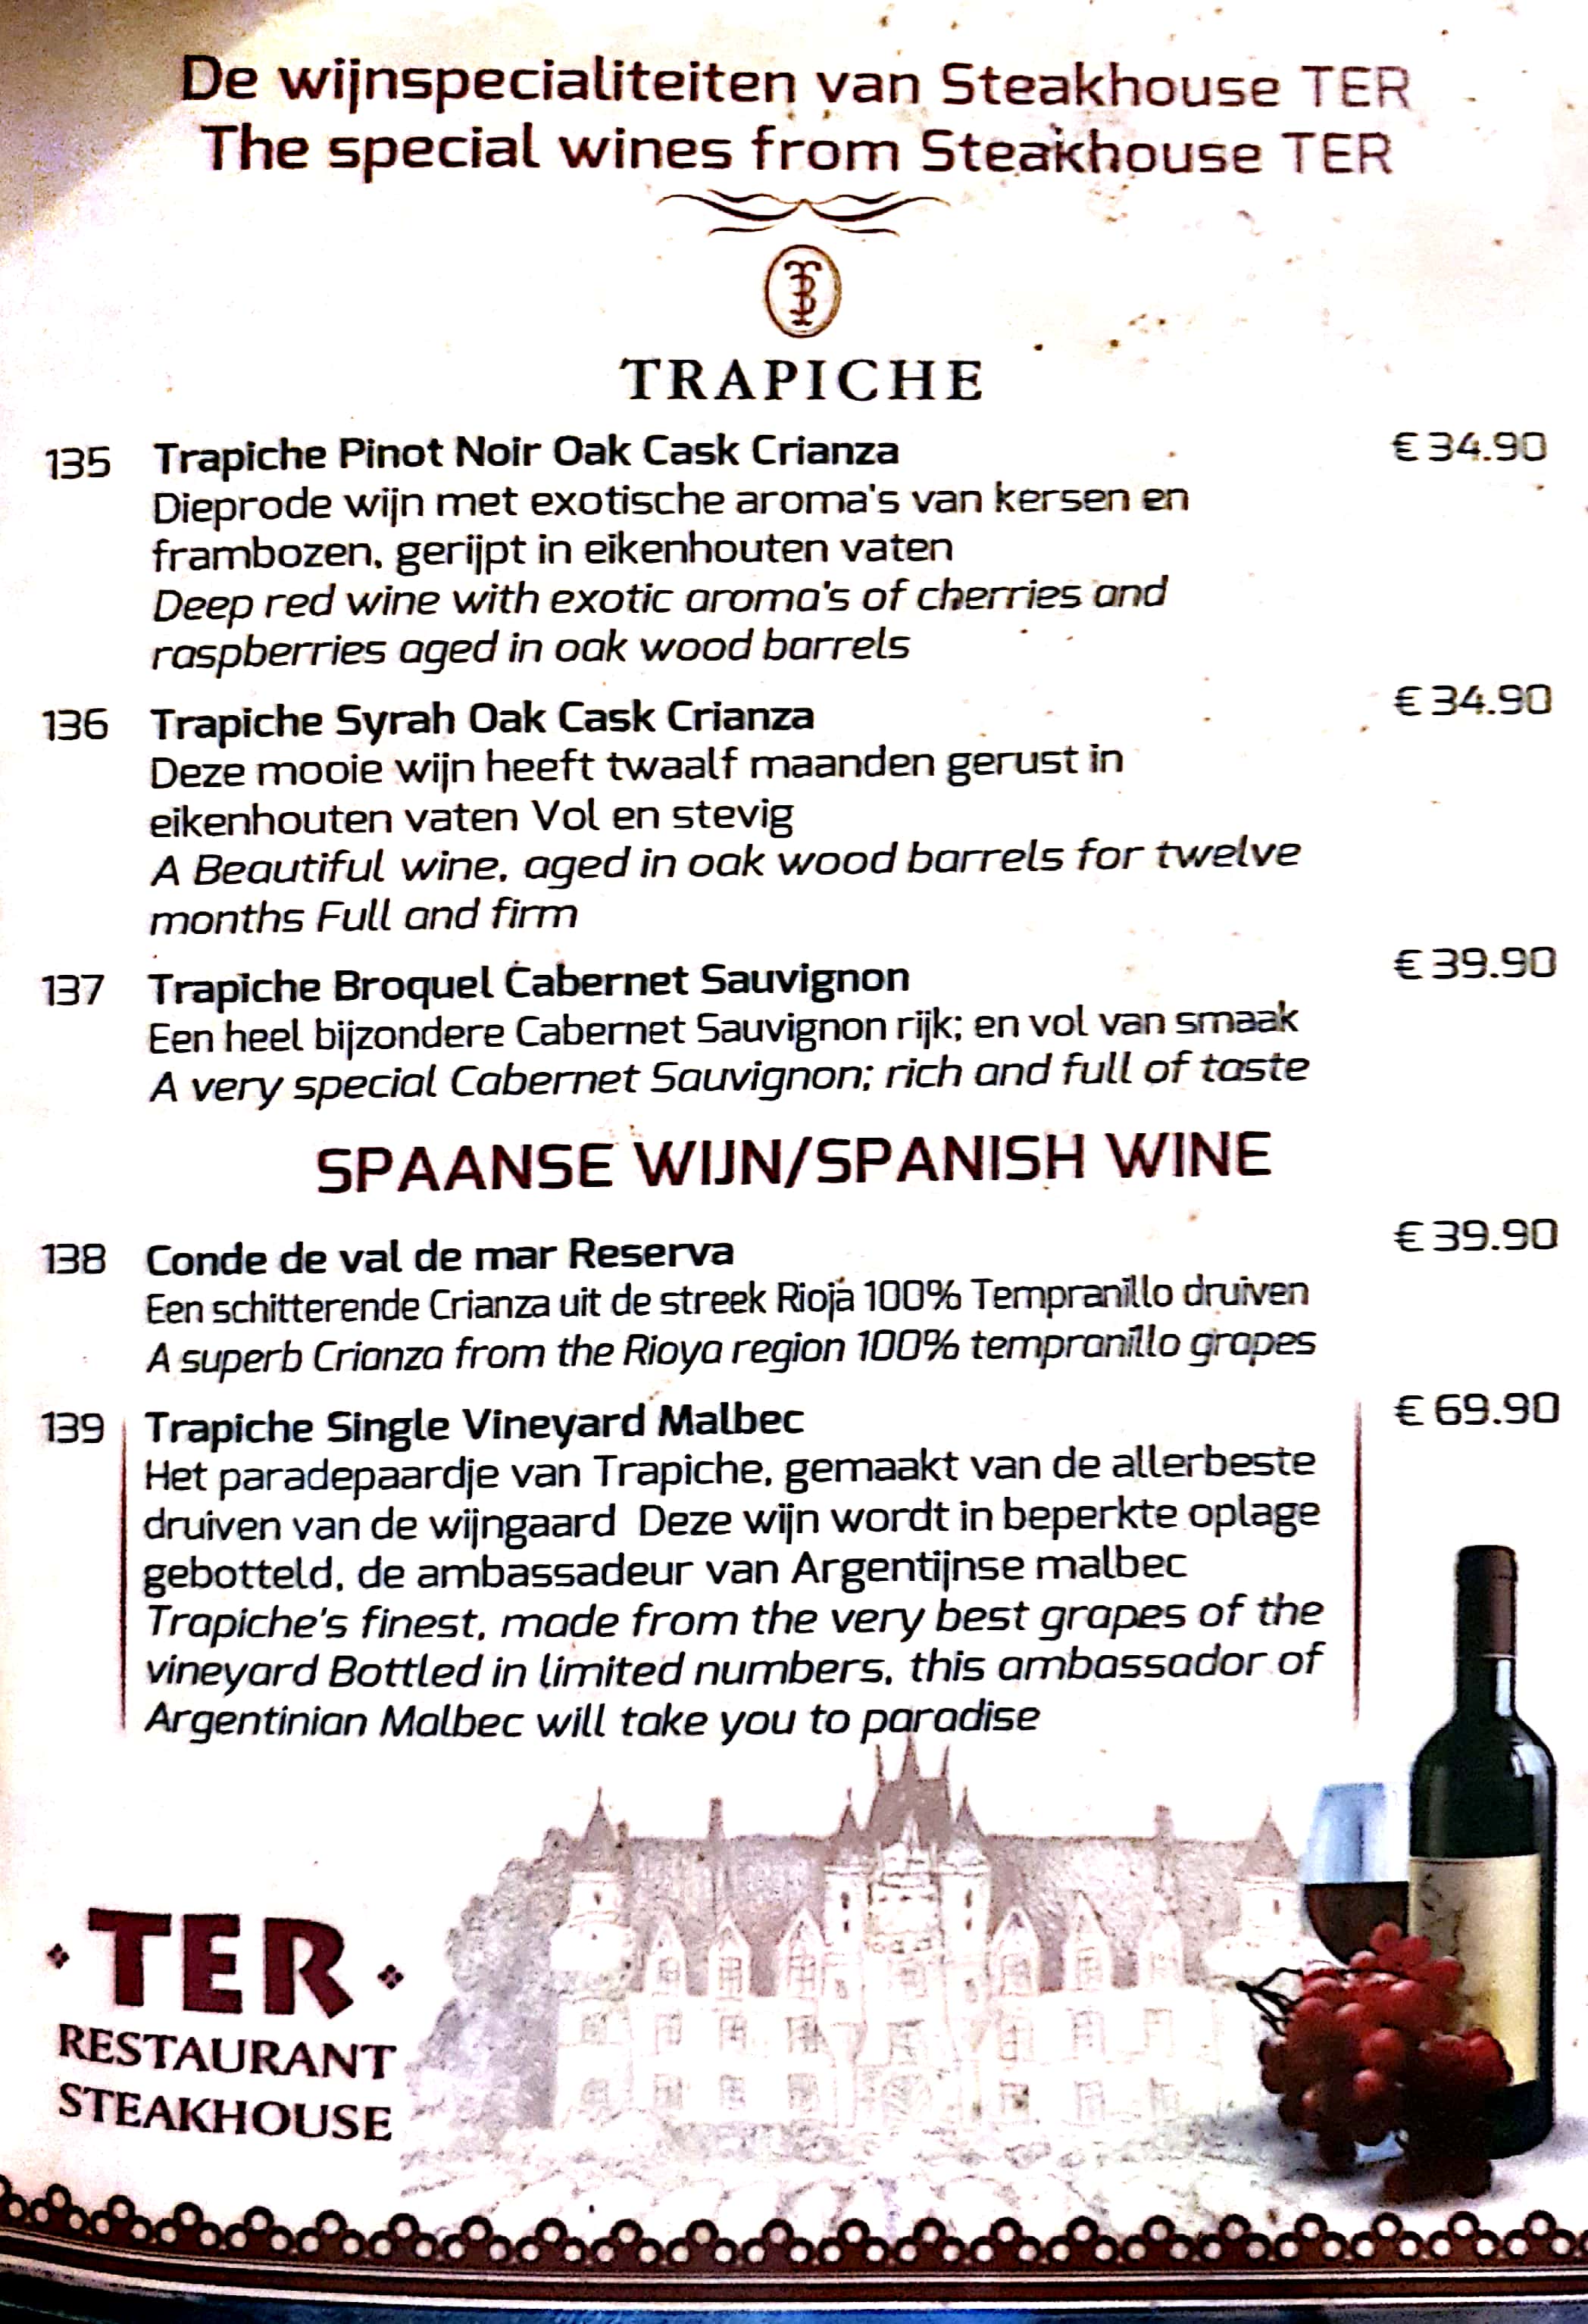 De wijnspecialiteiten van Steakhouse TER
The special wines from Steakhouse TER
TRAPICHE
135 Trapiche Pinot Noir Oak Cask Crianza € 34.90
Dieprode wijn met exotische aroma's van kersen en
frambozen, gerijpt in eikenhouten vaten
Deep red wine with exotic aroma's of cherries and
raspberries aged in oak wood barrels
136 Trapiche Syrah Oak Cask Crianza € 34.90
Deze mooie wijn heeft twaalf maanden gerust in
eikenhouten vaten Vol en stevig
A Beautiful wine, aged in oak wood barrels for twelve
months Full and firm
137 Trapiche Broquel Cabernet Sauvignon € 39.90
Een heel bijzondere Cabernet Sauvignon rijk; en vol van smaak
A very special Cabernet Sauvignon; rich and full of taste
SPAANSE WIJN/SPANISH WINE
138 Conde de val de mar Reserva € 39.90
Een schitterende Crianza uit de streek Rioja 100% Tempranillo druiven
A superb Crianza from the Rioya region 100% tempranillo grapes
139 Trapiche Single Vineyard Malbec € 69.90
Het paradepaardje van Trapiche, gemaakt van de allerbeste
druiven van de wijngaard Deze wijn wordt in beperkte oplage
gebotteld, de ambassadeur van Argentijnse malbec
Trapiche's finest, made from the very best grapes of the
vineyard Bottled in limited numbers, this ambassador of
Argentinian Malbec will take you to paradise
TER
RESTAURANT
STEAKHOUSE